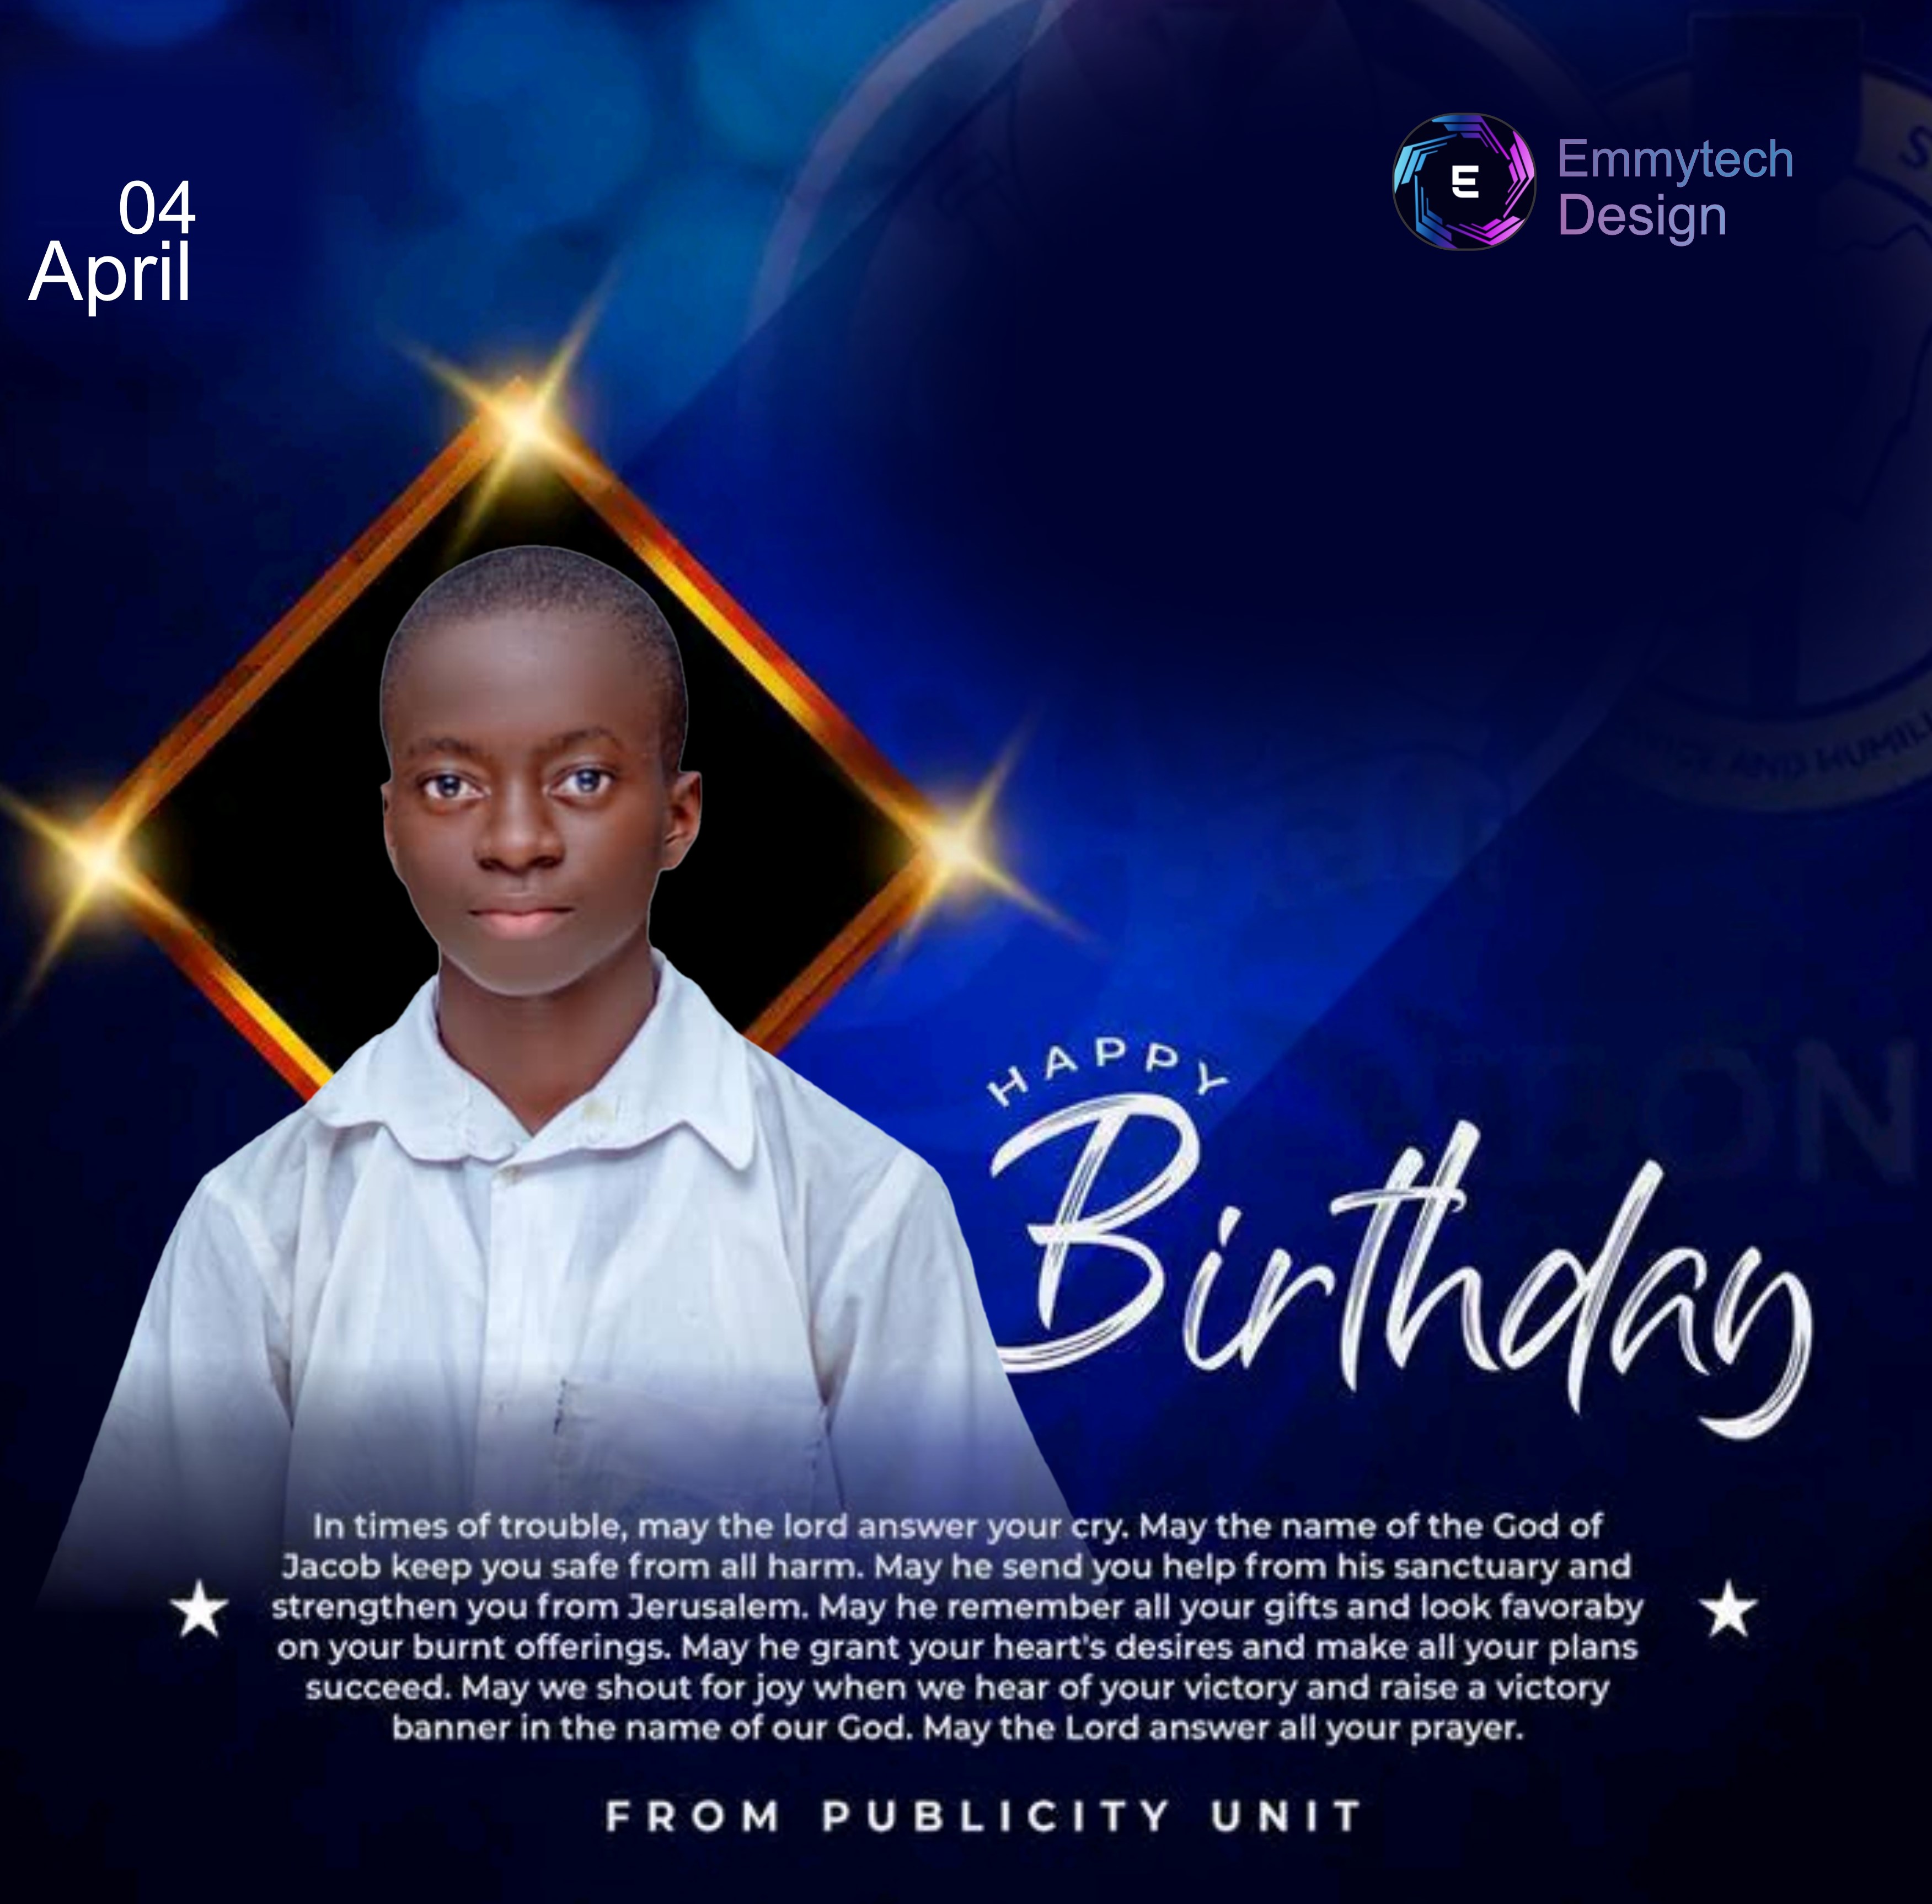 04
April
Emmytech
Design
HAPPY
Birthday
In times of trouble, may the lord answer your cry. May the name of the God of
Jacob keep you safe from all harm. May he send you help from his sanctuary and
strengthen you from Jerusalem. May he remember all your gifts and look favoraby
on your burnt offerings. May he grant your heart's desires and make all your plans
succeed. May we shout for joy when we hear of your victory and raise a victory
banner in the name of our God. May the Lord answer all your prayer.
FROM PUBLICITY UNIT